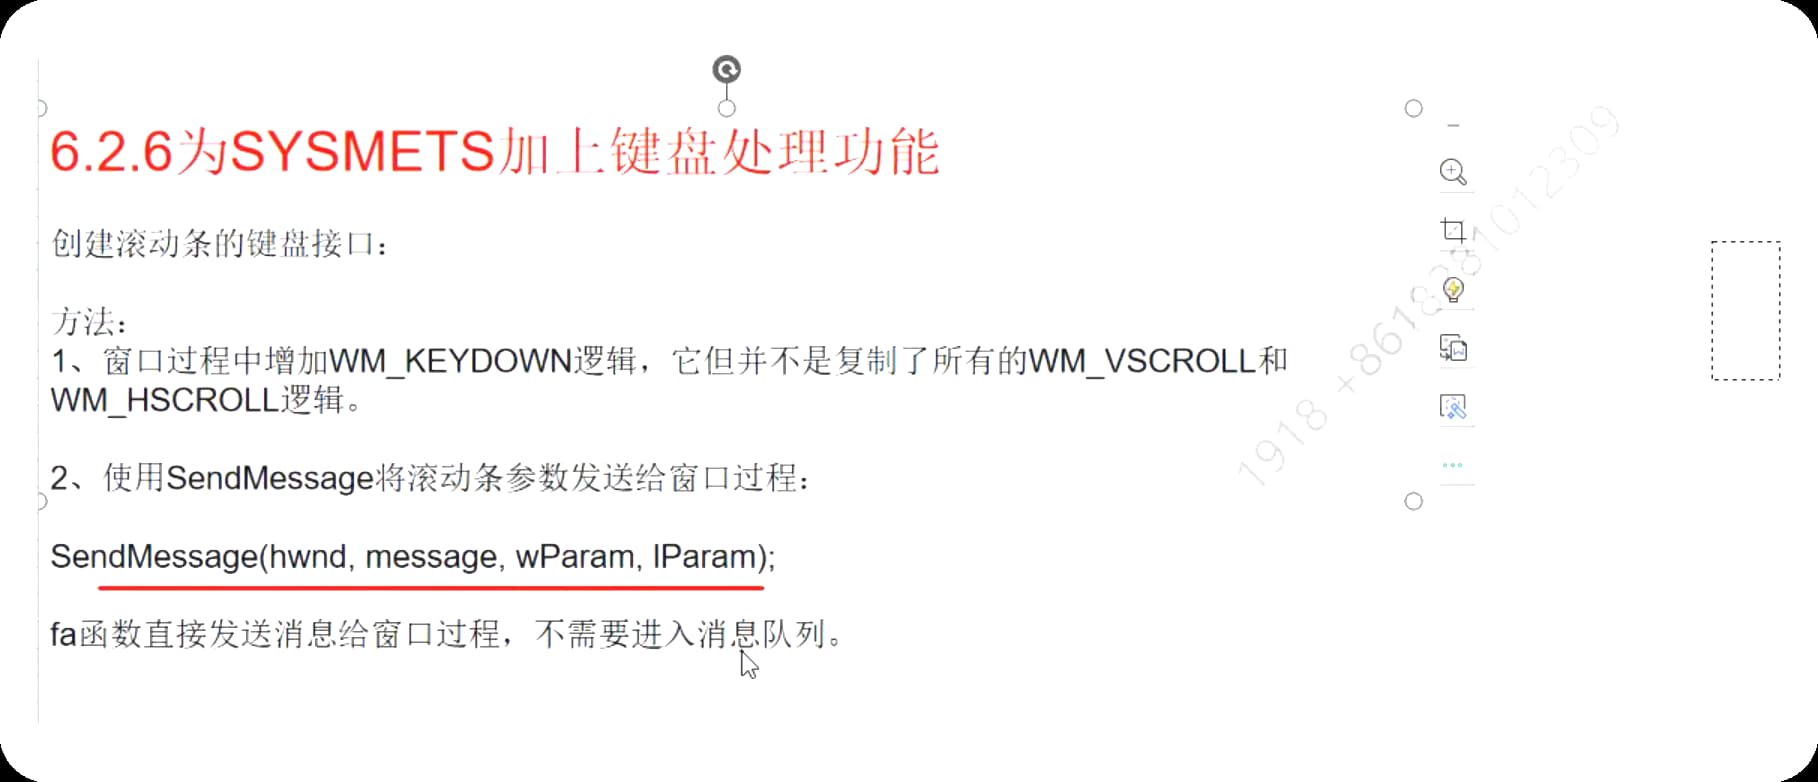 6.2.6为SYSMETS加上键盘处理功能
创建滚动条的键盘接口：
方法：
1、窗口过程中增加WM_KEYDOWN逻辑，它但并不是复制了所有的WM_VSCROLL和
WM_HSCROLL逻辑。
2、使用SendMessage将滚动条参数发送给窗口过程：
SendMessage(hwnd, message, wParam, lParam);
fa函数直接发送消息给窗口过程，不需要进入消息队列。